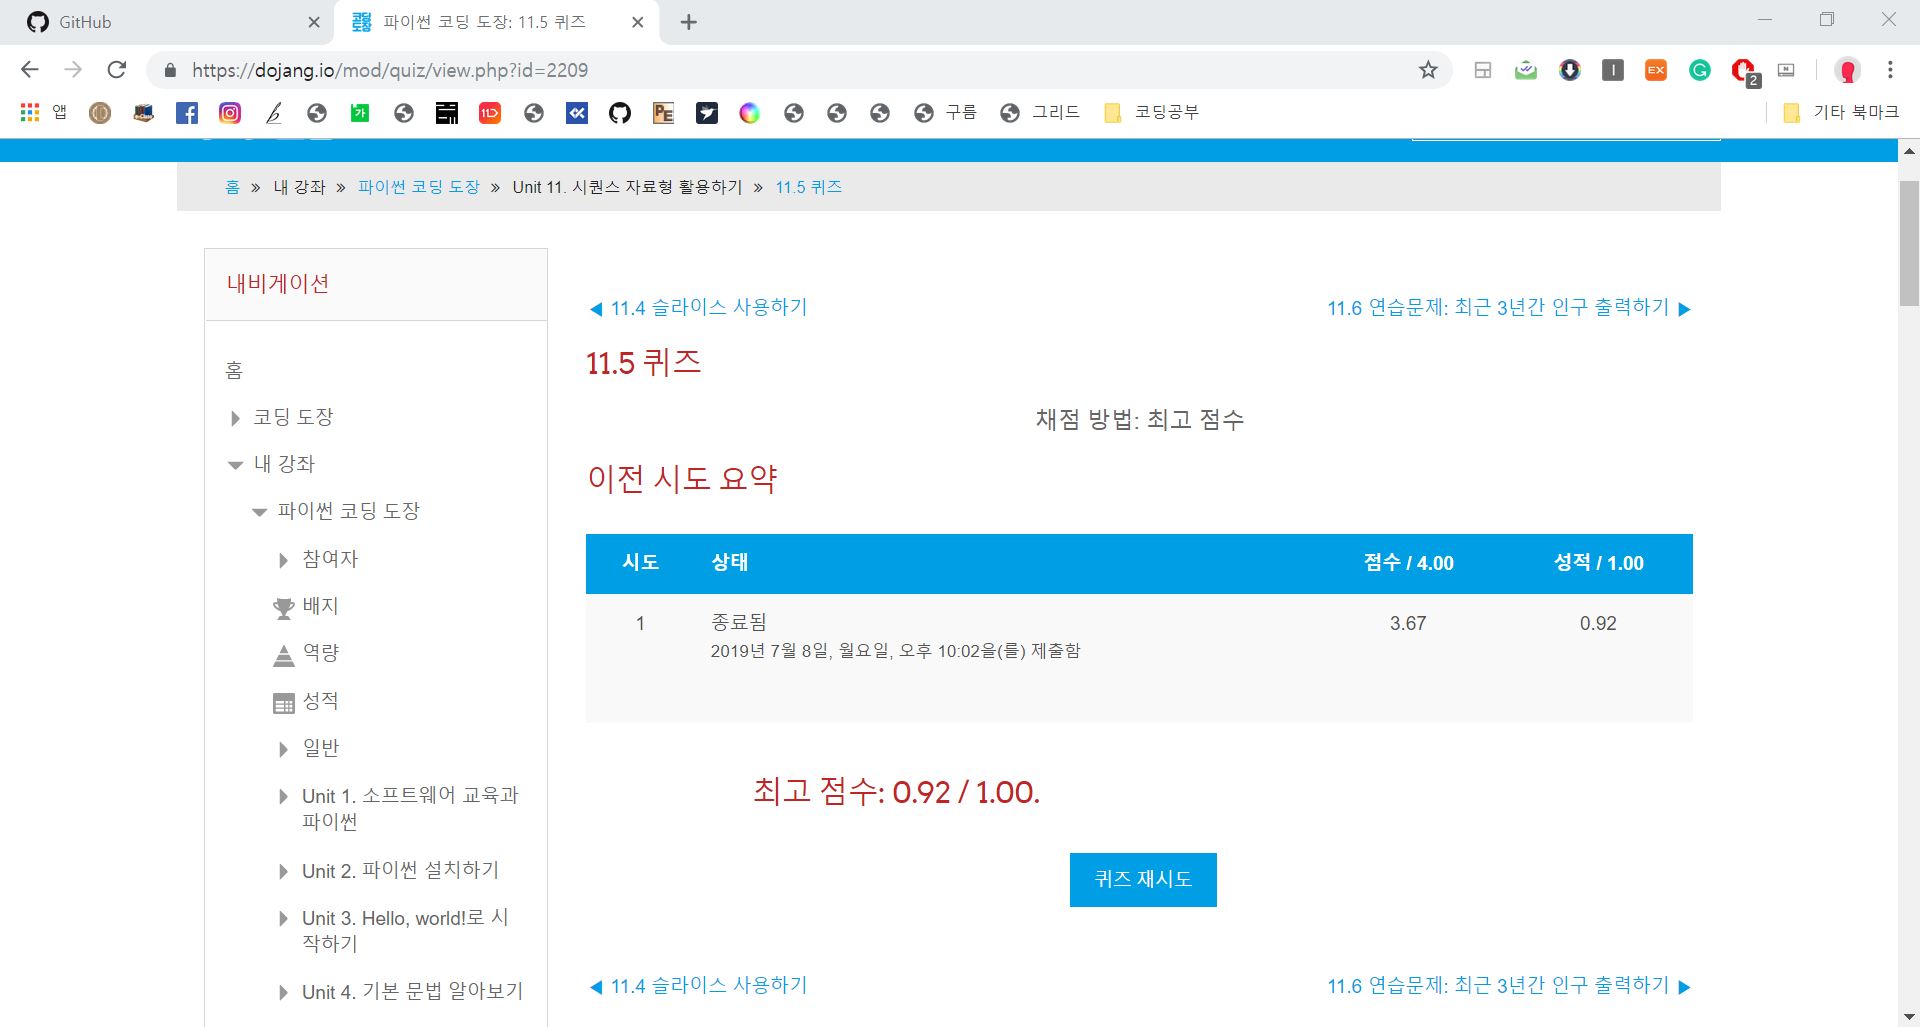 GitHub
파이썬 코딩 도장: 11.5 퀴즈
https://dojang.io/mod/quiz/view.php?id=2209
앱
구름
그리드
코딩공부
기타 북마크
홈 » 내 강좌 » 파이썬 코딩 도장 » Unit 11. 시퀀스 자료형 활용하기 » 11.5 퀴즈
내비게이션
홈
코딩 도장
내 강좌
파이썬 코딩 도장
참여자
배지
역량
성적
일반
Unit 1. 소프트웨어 교육과
파이썬
Unit 2. 파이썬 설치하기
Unit 3. Hello, world!로 시
작하기
Unit 4. 기본 문법 알아보기
◀ 11.4 슬라이스 사용하기
11.6 연습문제: 최근 3년간 인구 출력하기 ▶
11.5 퀴즈
채점 방법: 최고 점수
이전 시도 요약
시도 상태 점수 / 4.00 성적 / 1.00
1 종료됨 3.67 0.92
2019년 7월 8일, 월요일, 오후 10:02을(를) 제출함
최고 점수: 0.92 / 1.00.
퀴즈 재시도
◀ 11.4 슬라이스 사용하기
11.6 연습문제: 최근 3년간 인구 출력하기 ▶